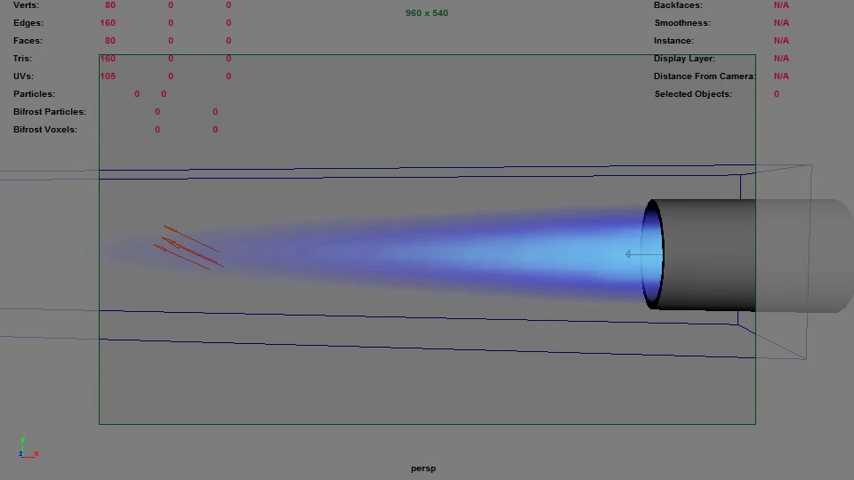 Verts: 80 0 0
Edges: 160 0 0
Faces: 80 0 0
Tris: 160 0 0
UVs: 105 0 0
Particles: 0 0
Bifrost Particles: 0 0
Bifrost Voxels: 0 0
960 x 540
Backfaces: N/A
Smoothness: N/A
Instance: N/A
Display Layer: N/A
Distance From Camera: N/A
Selected Objects: 0
y
z x
persp